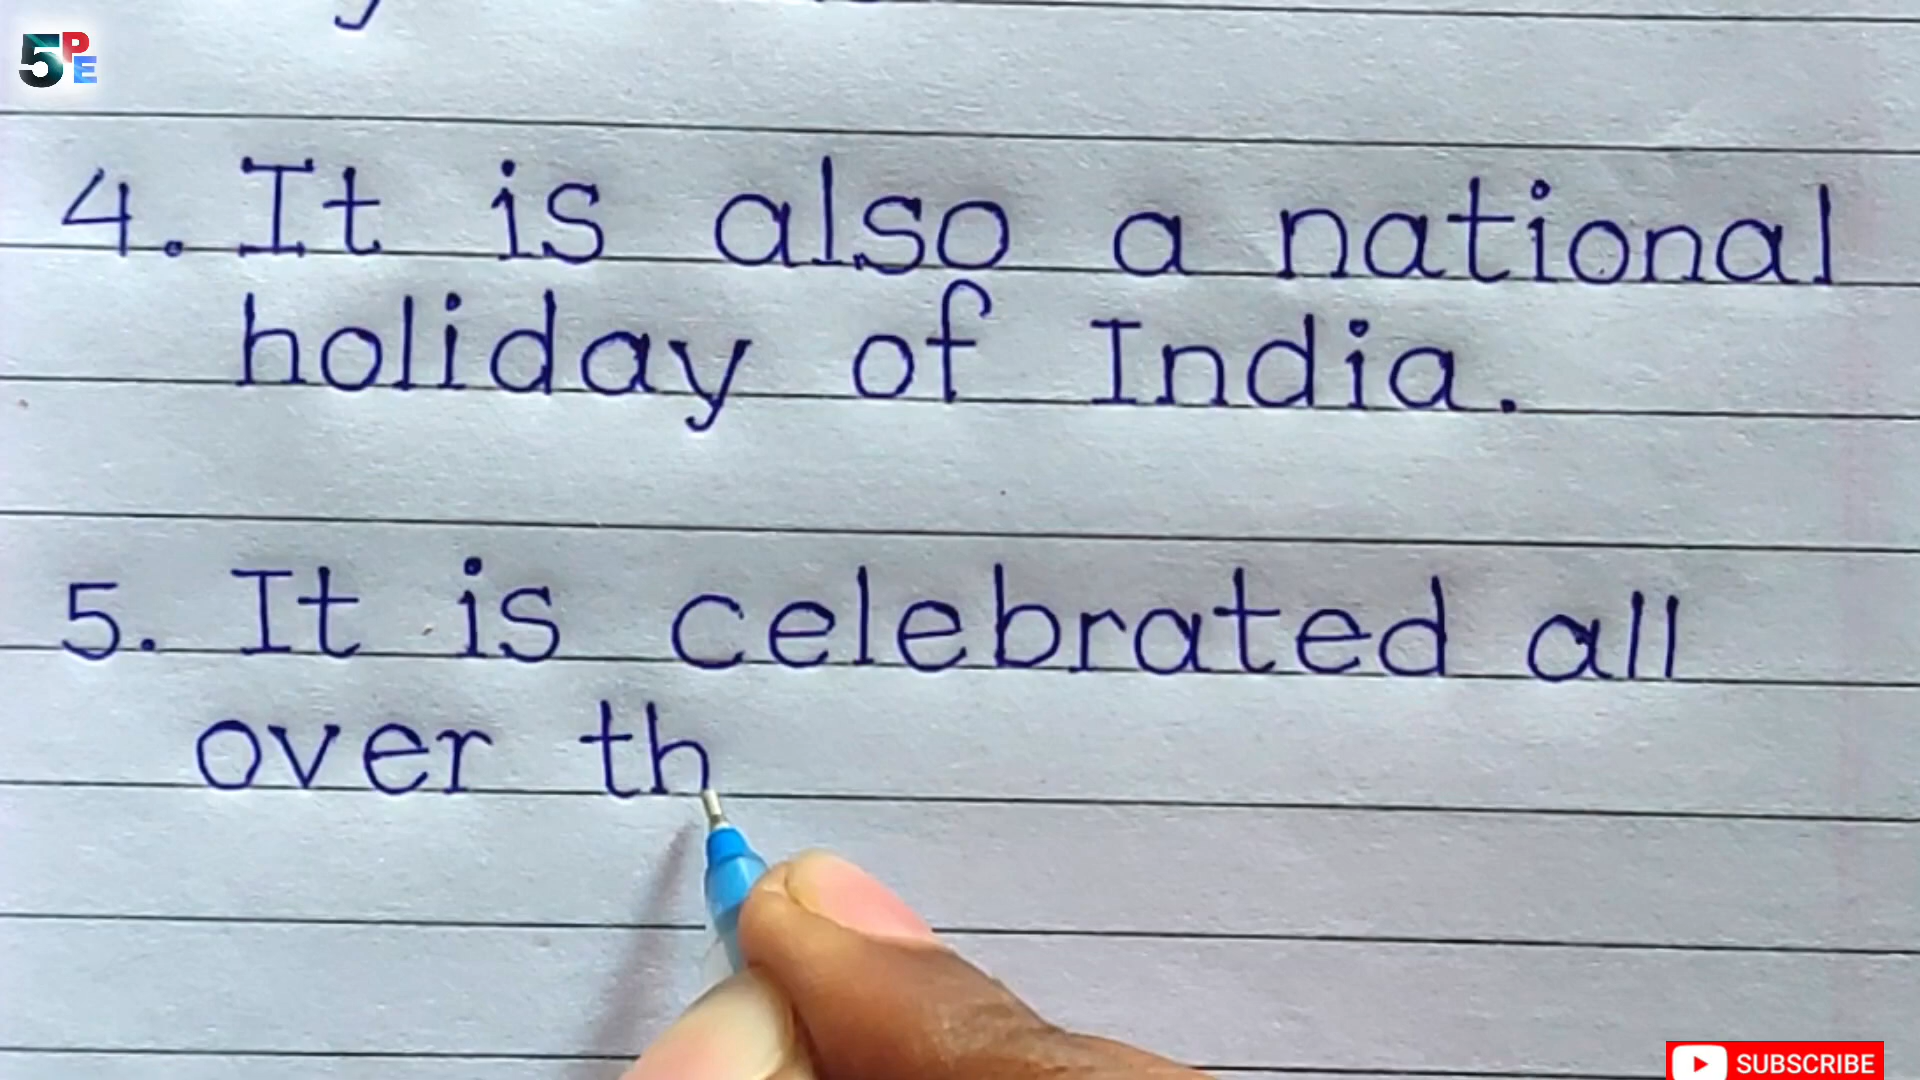 5PE
4. It is also a national
holiday of India.
5. It is celebrated all
over th
SUBSCRIBE